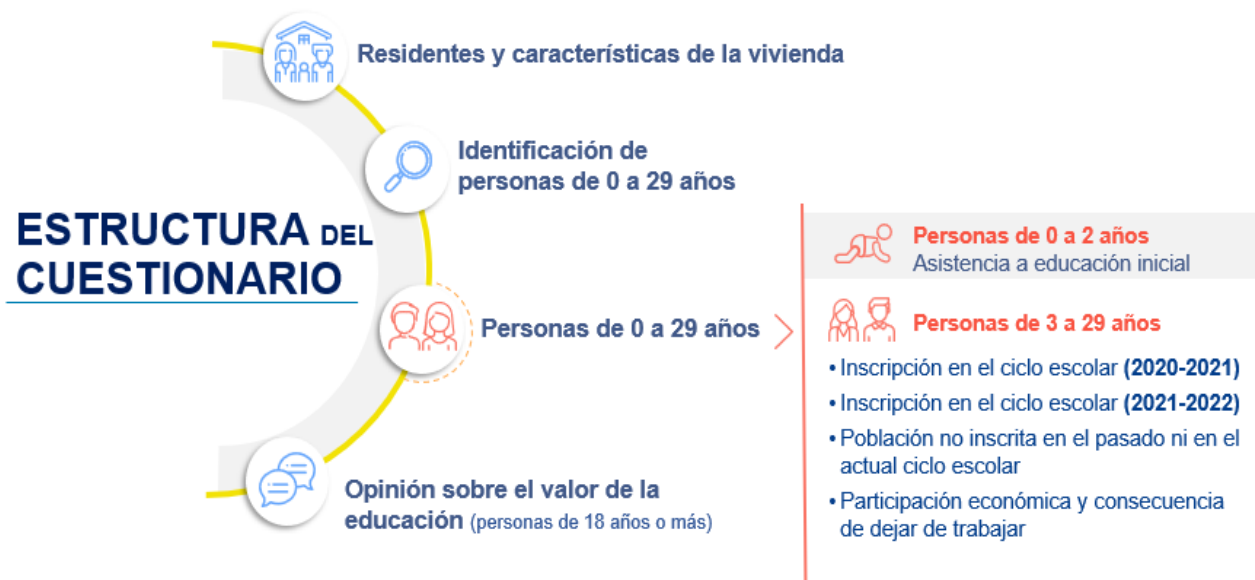 ESTRUCTURA DEL
CUESTIONARIO
Residentes y características de la vivienda
Identificación de
personas de 0 a 29 años
Personas de 0 a 29 años
Opinión sobre el valor de la
educación (personas de 18 años o más)
Personas de 0 a 2 años
Asistencia a educación inicial
Personas de 3 a 29 años
• Inscripción en el ciclo escolar (2020-2021)
• Inscripción en el ciclo escolar (2021-2022)
• Población no inscrita en el pasado ni en el
actual ciclo escolar
• Participación económica y consecuencia
de dejar de trabajar